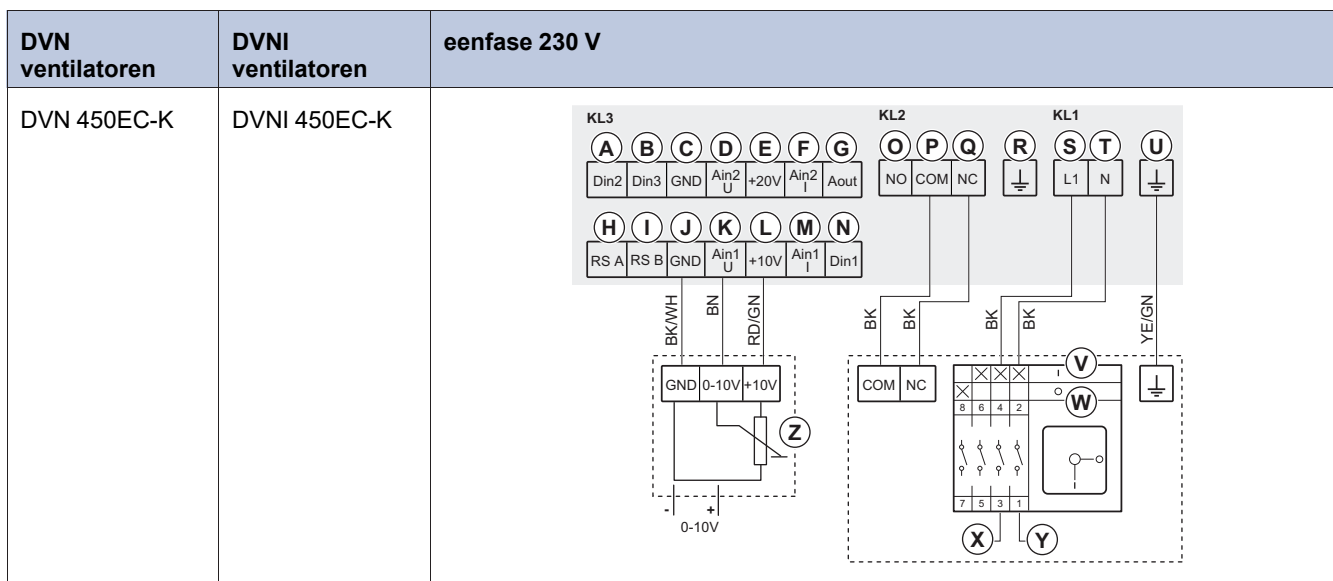 DVN ventilatoren
DVNI ventilatoren
eenfase 230 V
DVN 450EC-K
DVNI 450EC-K
KL3
KL2
KL1
A B C D E F G
O P Q
R
S T
U
Din2 Din3 GND Ain2 U +20V Ain2 I Aout
NO COM NC
L1 N
H I J K L M N
RS A RS B GND Ain1 U +10V Ain1 I Din1
BK/WH
BN
RD/GN
BK
BK
BK
BK
YE/GN
GND 0-10V +10V
Z
- +
0-10V
COM NC
V
W
8 6 4 2
7 5 3 1
X
Y